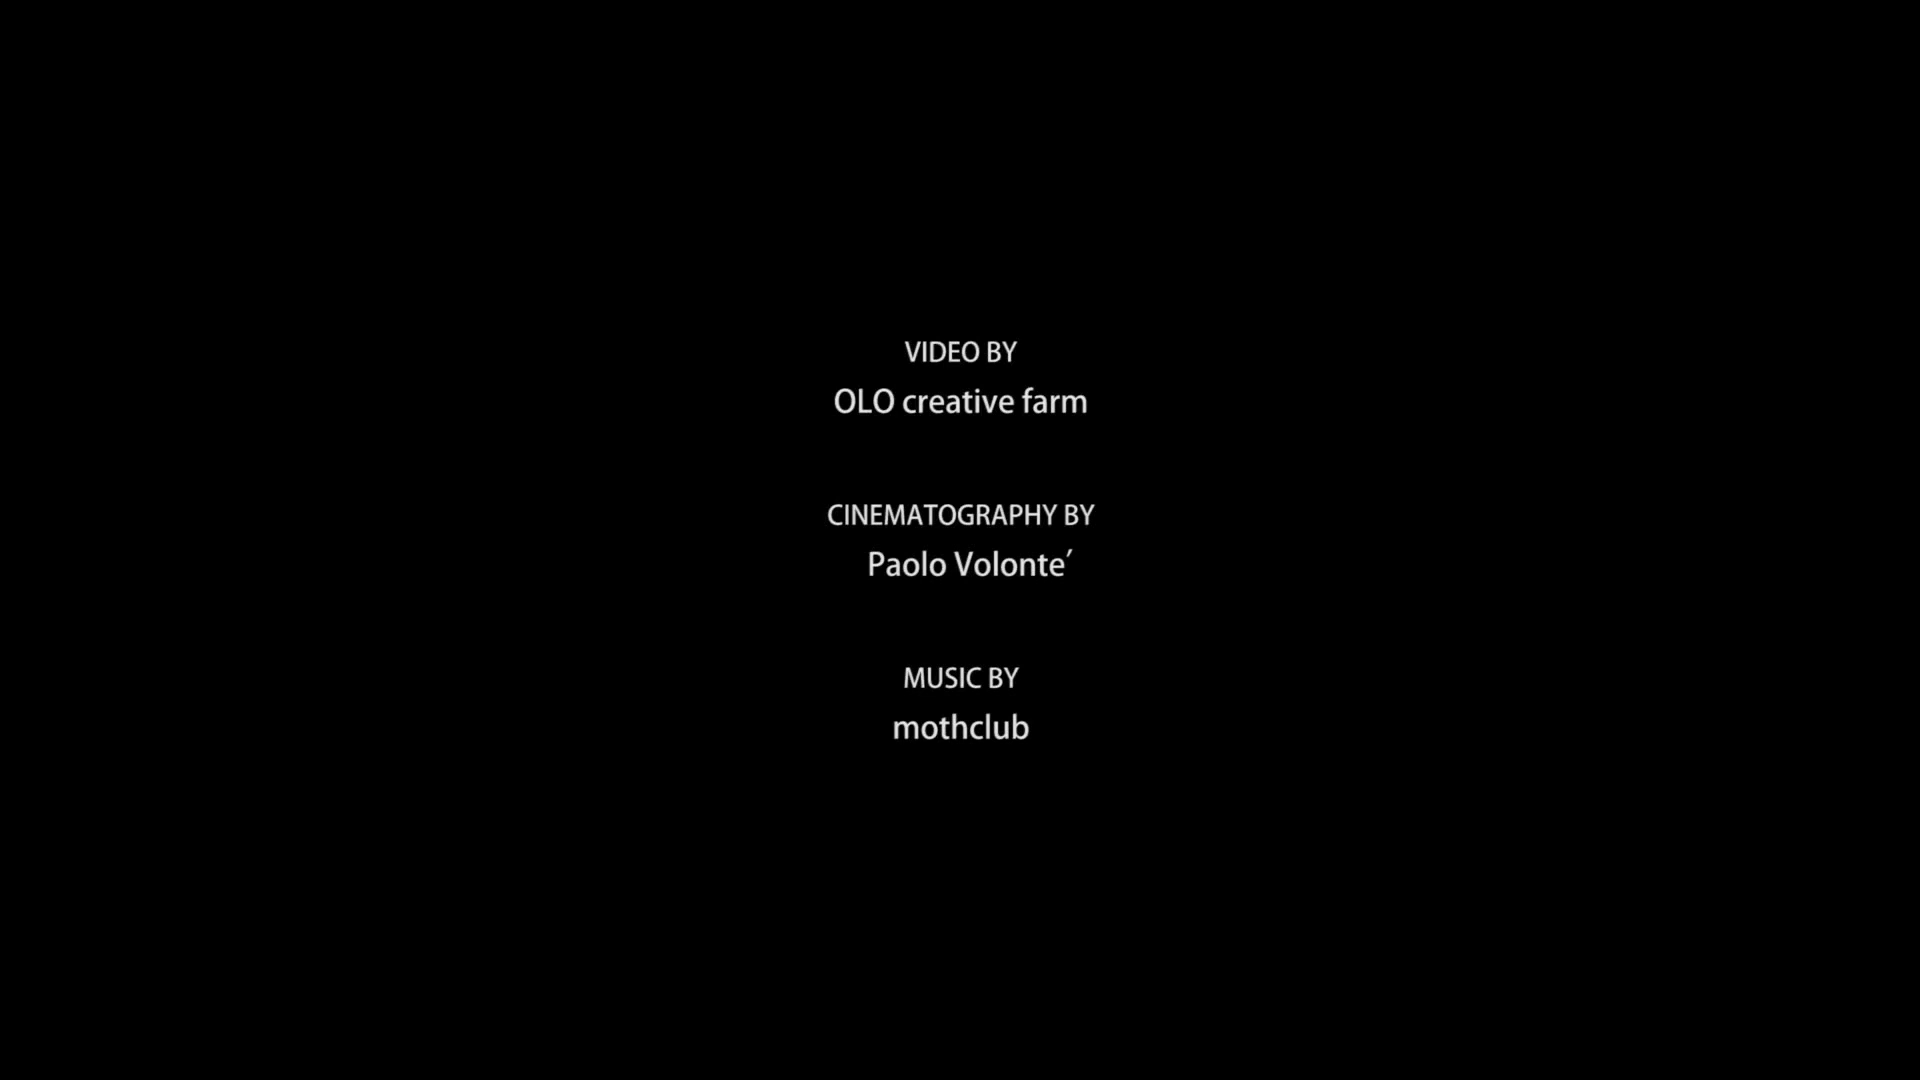 VIDEO BY
OLO creative farm
CINEMATOGRAPHY BY
Paolo Volonte´
MUSIC BY
mothclub